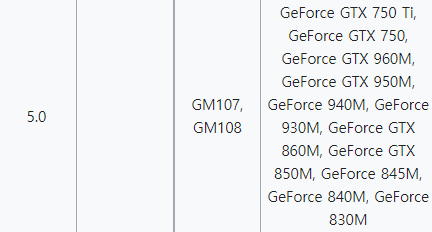 5.0
GM107,
GM108
GeForce GTX 750 Ti,
GeForce GTX 750,
GeForce GTX 960M,
GeForce GTX 950M,
GeForce 940M, GeForce
930M, GeForce GTX
860M, GeForce GTX
850M, GeForce 845M,
GeForce 840M, GeForce
830M